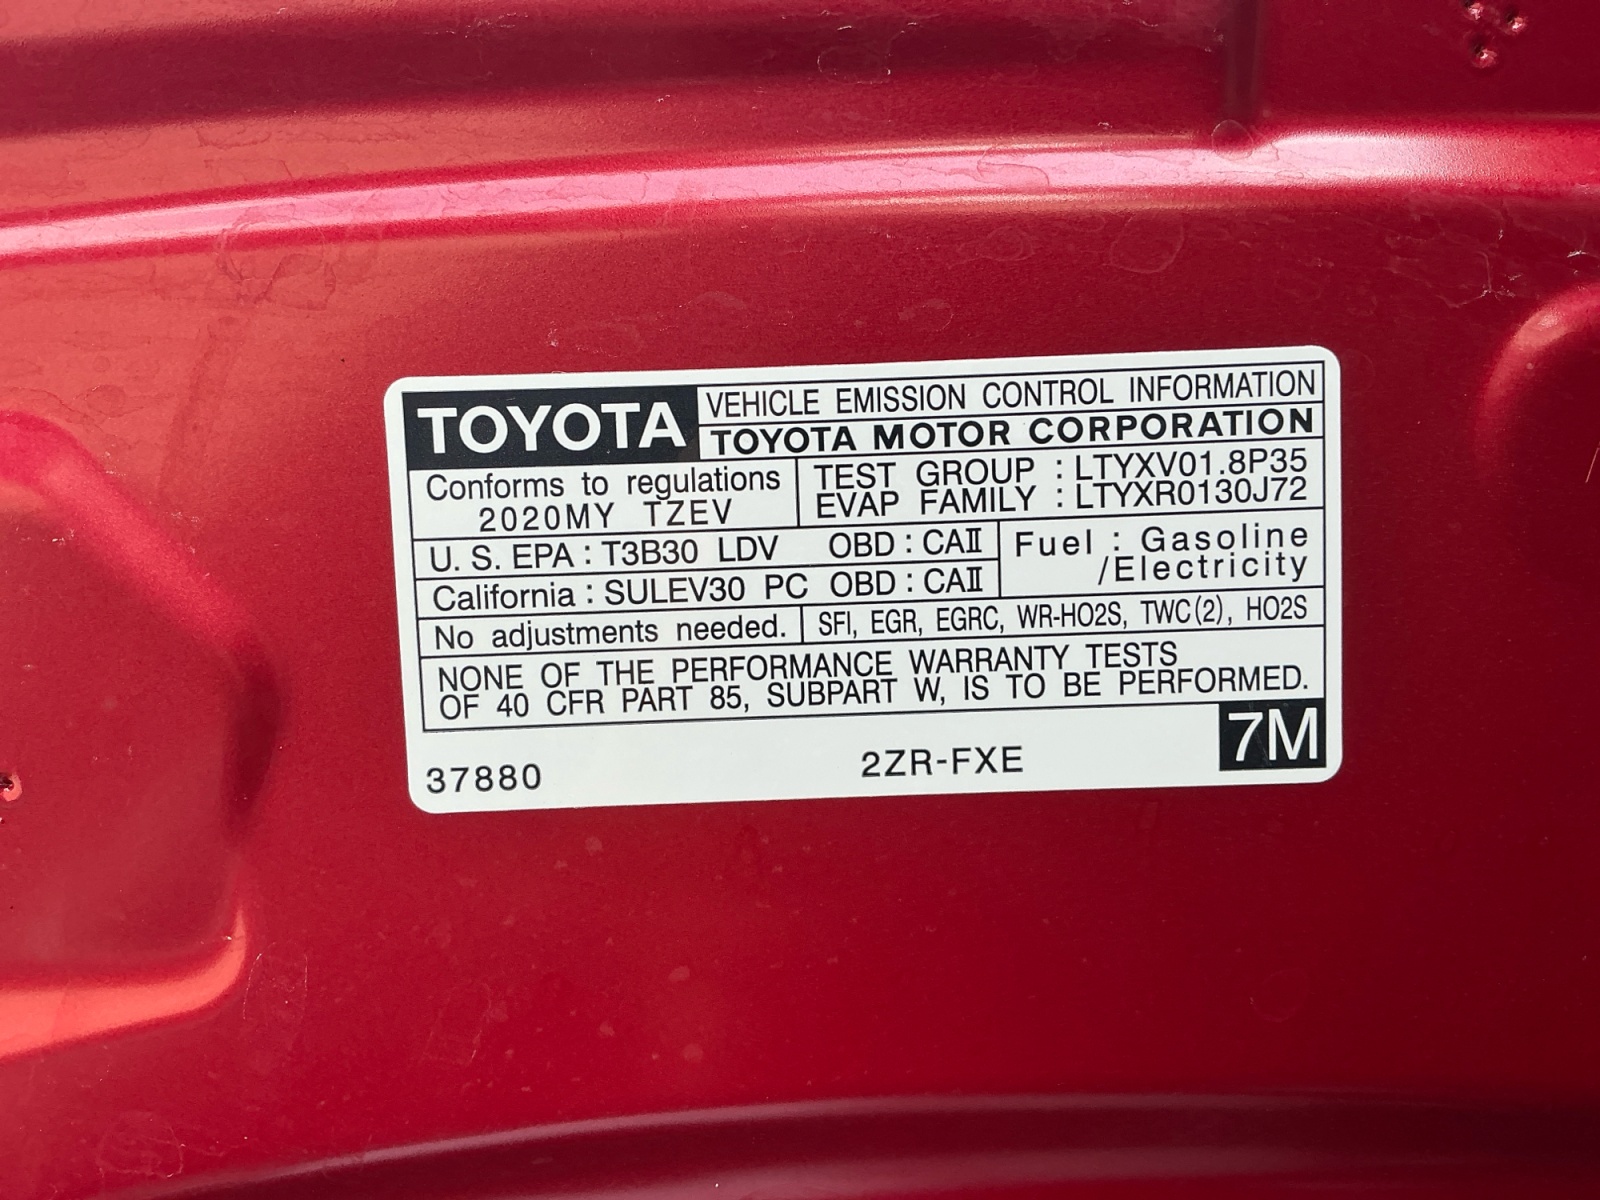 TOYOTA
VEHICLE EMISSION CONTROL INFORMATION
TOYOTA MOTOR CORPORATION
Conforms to regulations
2020MY TZEV
TEST GROUP : LTYXV01.8P35
EVAP FAMILY : LTYXR0130J72
U. S. EPA : T3B30 LDV OBD : CAⅡ
California : SULEV30 PC OBD : CAⅡ
Fuel : Gasoline
/Electricity
No adjustments needed.
SFI, EGR, EGRC, WR-HO2S, TWC(2), HO2S
NONE OF THE PERFORMANCE WARRANTY TESTS
OF 40 CFR PART 85, SUBPART W, IS TO BE PERFORMED.
37880
2ZR-FXE
7M